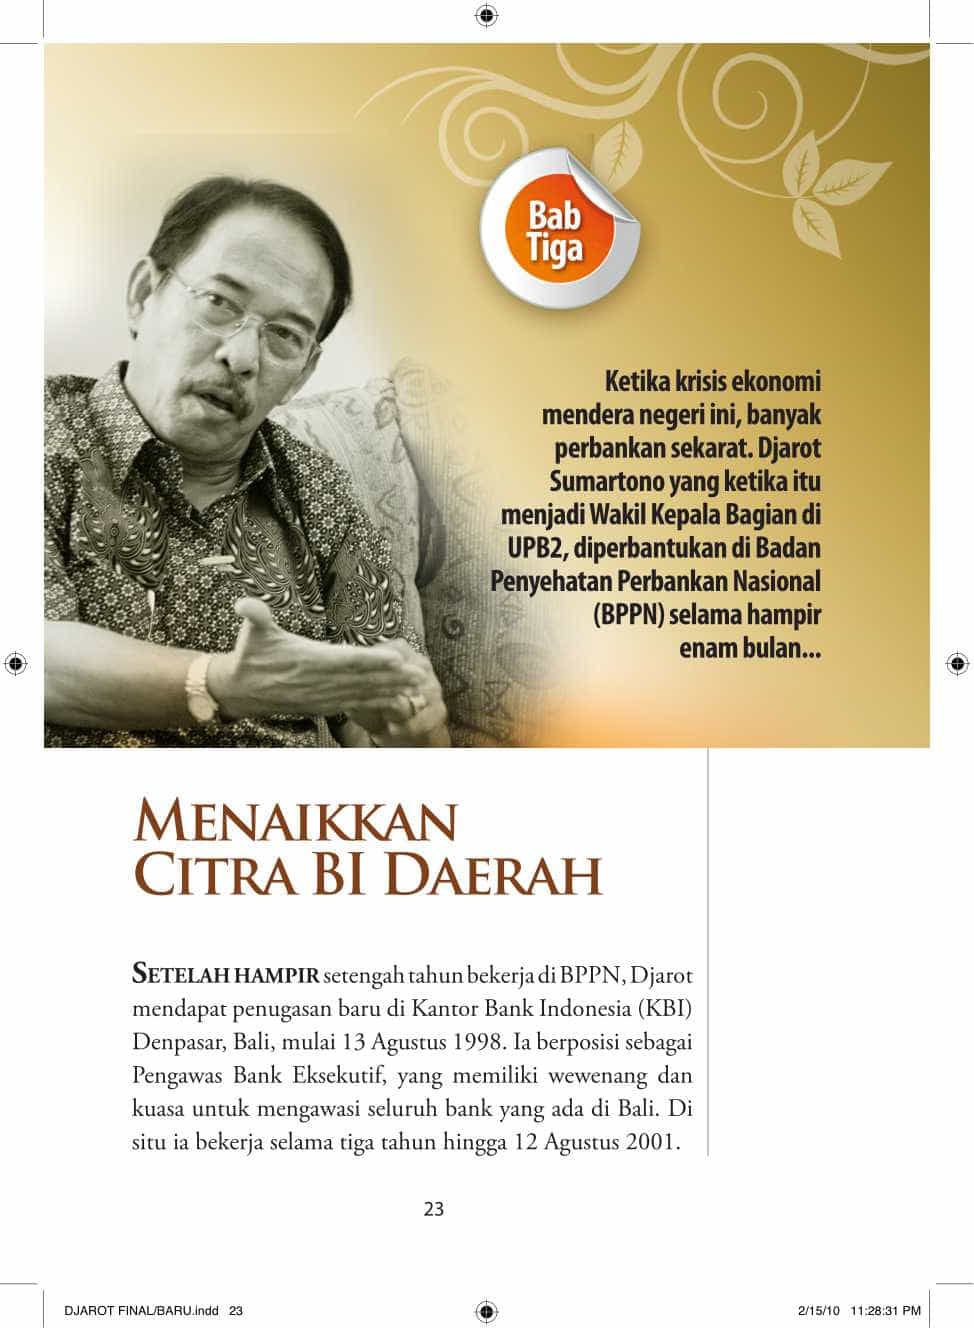 Bab
Tiga
Ketika krisis ekonomi
mendera negeri ini, banyak
perbankan sekarat. Djarot
Sumartono yang ketika itu
menjadi Wakil Kepala Bagian di
UPB2, diperbantukan di Badan
Penyehatan Perbankan Nasional
(BPPN) selama hampir
enam bulan...
MENAIKKAN
CITRA BI DAERAH
SETELAH HAMPIR setengah tahun bekerja di BPPN, Djarot
mendapat penugasan baru di Kantor Bank Indonesia (KBI)
Denpasar, Bali, mulai 13 Agustus 1998. Ia berposisi sebagai
Pengawas Bank Eksekutif, yang memiliki wewenang dan
kuasa untuk mengawasi seluruh bank yang ada di Bali. Di
situ ia bekerja selama tiga tahun hingga 12 Agustus 2001.
23
DJAROT FINAL/BARU.indd 23
2/15/10 11:28:31 PM